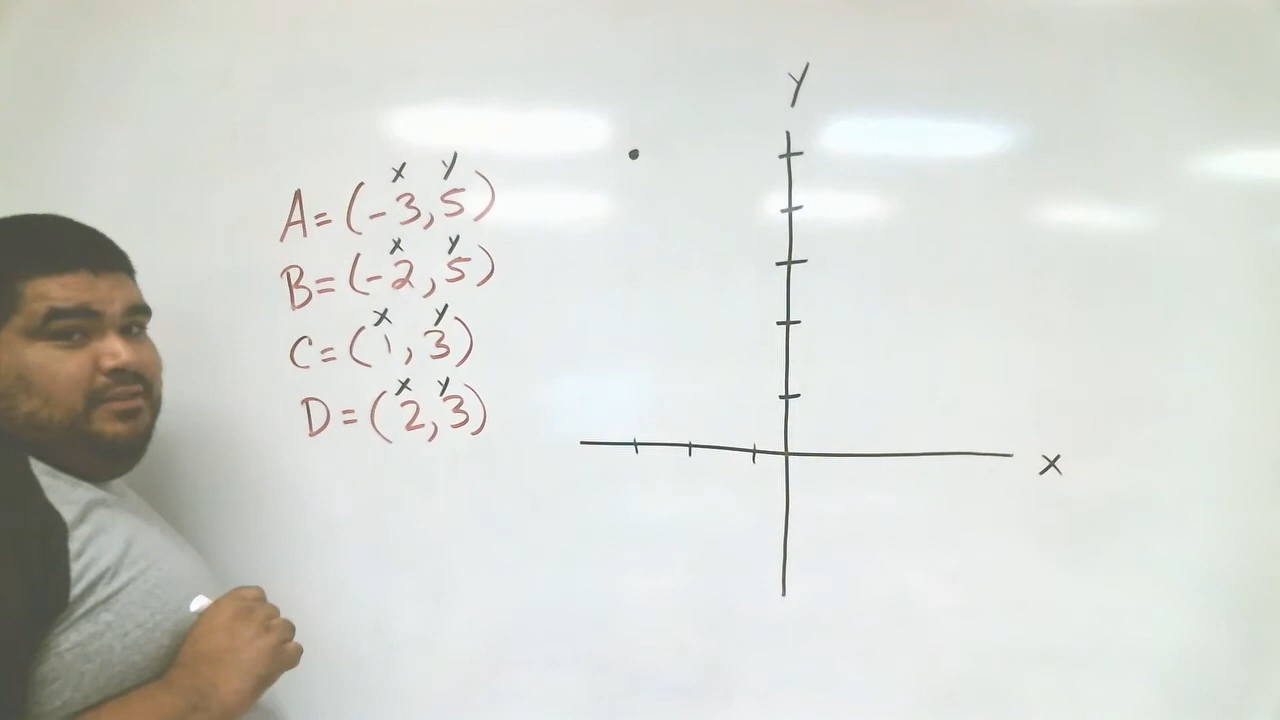 Y
x y
A=(-3,5)
x y
B=(-2,5)
x y
C=(1,3)
x y
D=(2,3)
X